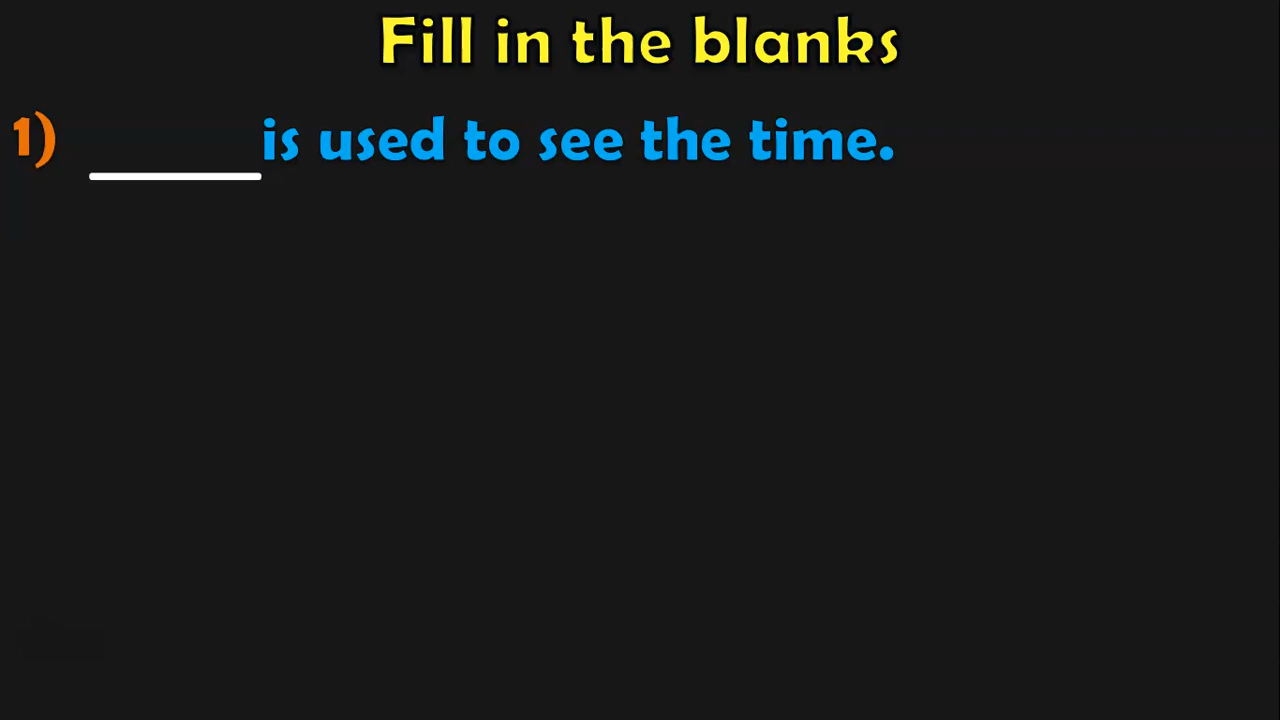 Fill in the blanks
1) ______ is used to see the time.